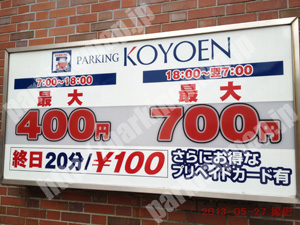 PARKING KOYOEN
7:00～18:00
最大
400円
18:00～翌7:00
最大
700円
終日20分/¥100
さらにお得な
プリペイドカード有